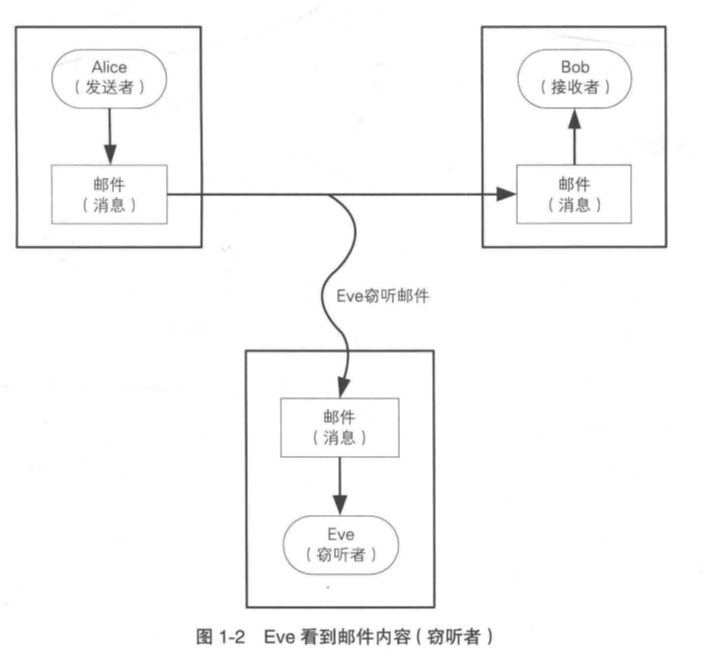 Alice
（发送者）
邮件
（消息）
Bob
（接收者）
邮件
（消息）
Eve窃听邮件
邮件
（消息）
Eve
（窃听者）
图 1-2 Eve 看到邮件内容（窃听者）